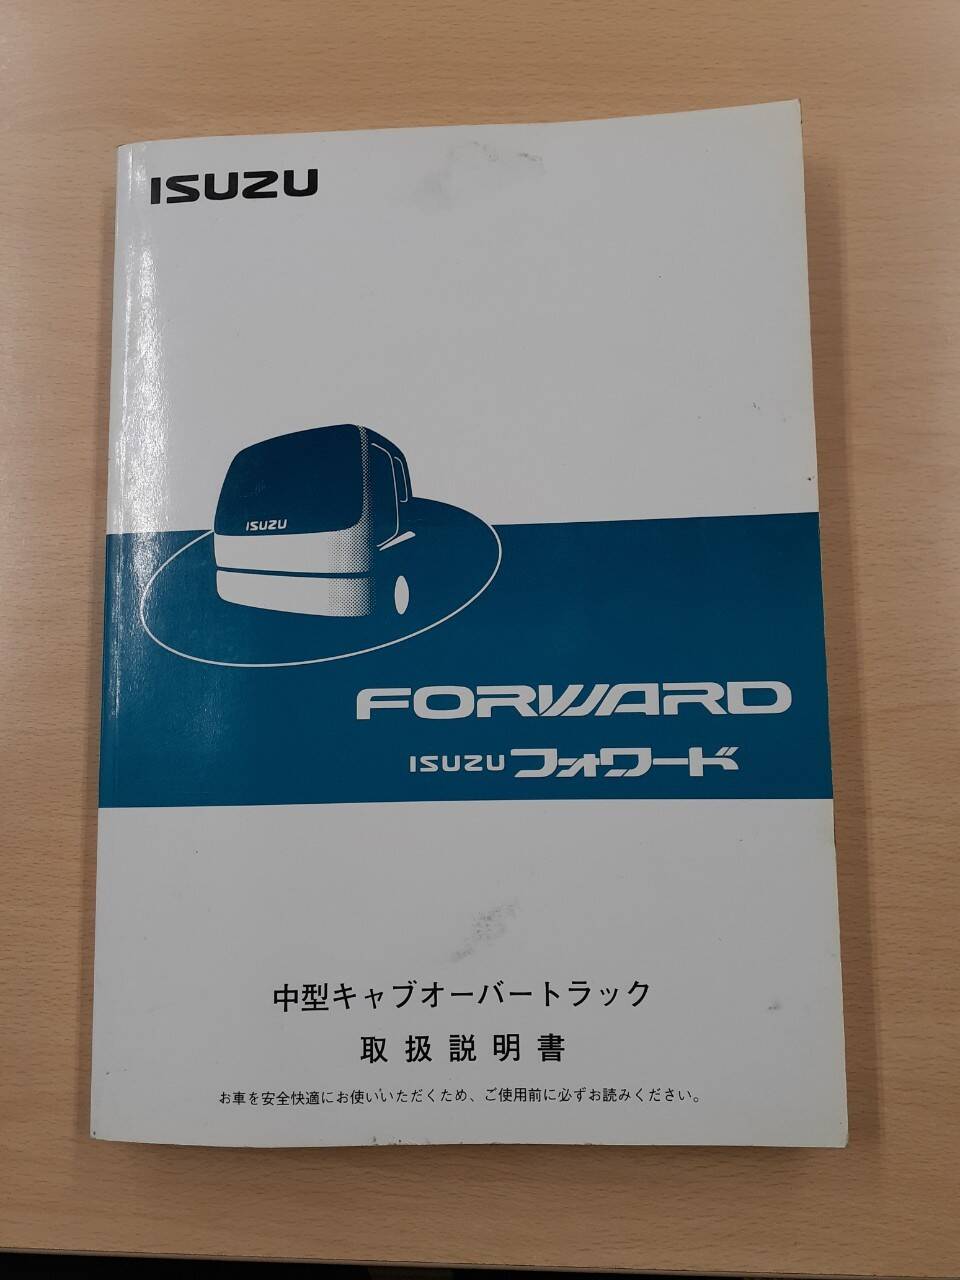 ISUZU
ISUZU
FORWARD
ISUZU フォワード
中型キャブオーバートラック
取扱説明書
お車を安全快適にお使いいただくため、ご使用前に必ずお読みください。